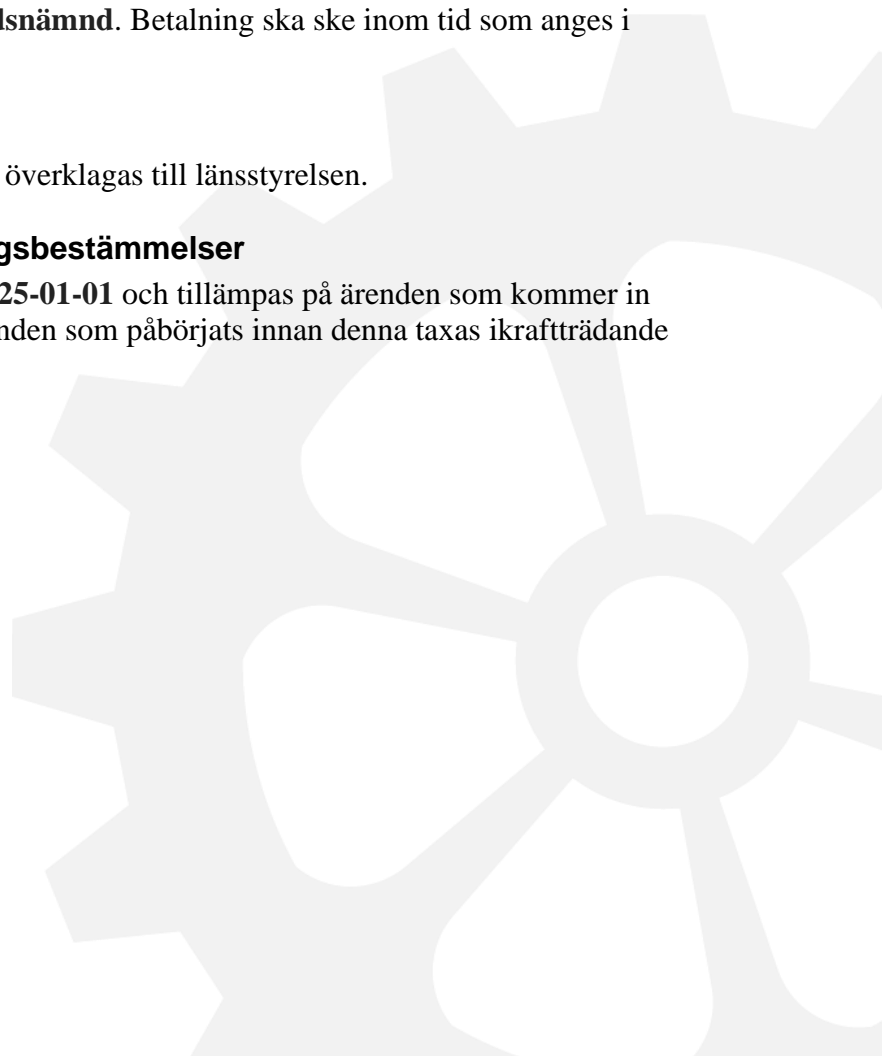 dsnämnd. Betalning ska ske inom tid som anges i
överklagas till länsstyrelsen.
gsbestämmelser
25-01-01 och tillämpas på ärenden som kommer in
nden som påbörjats innan denna taxas ikraftträdande